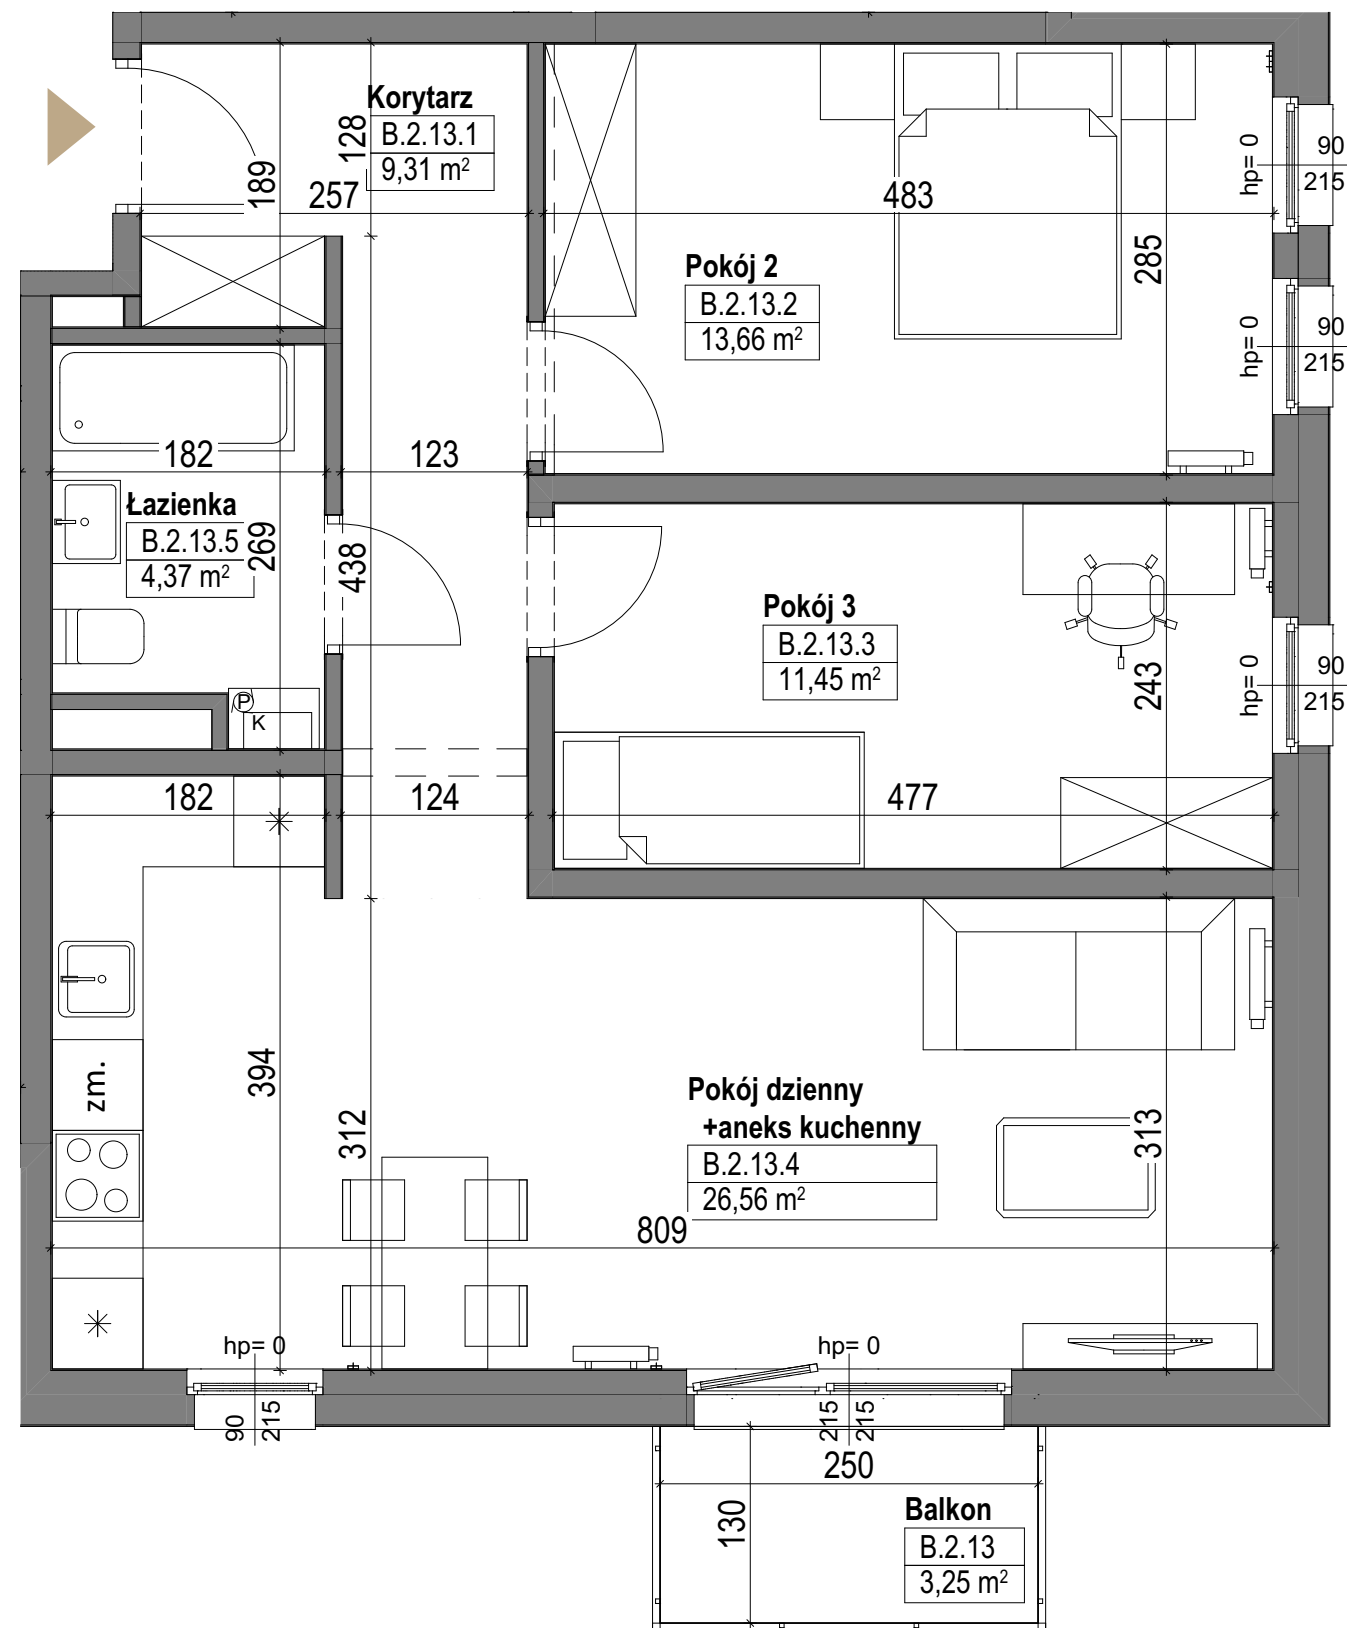 Korytarz
B.2.13.1
9,31 m²
128
189
257
483
285
hp= 0
90
215
Pokój 2
B.2.13.2
13,66 m²
hp= 0
90
215
182
123
Łazienka
B.2.13.5
4,37 m²
269
438
Pokój 3
B.2.13.3
11,45 m²
243
hp= 0
90
215
P
K
182
124
477
zm.
394
312
Pokój dzienny
+aneks kuchenny
B.2.13.4
26,56 m²
313
809
hp= 0
hp= 0
90
215
215
215
250
130
Balkon
B.2.13
3,25 m²